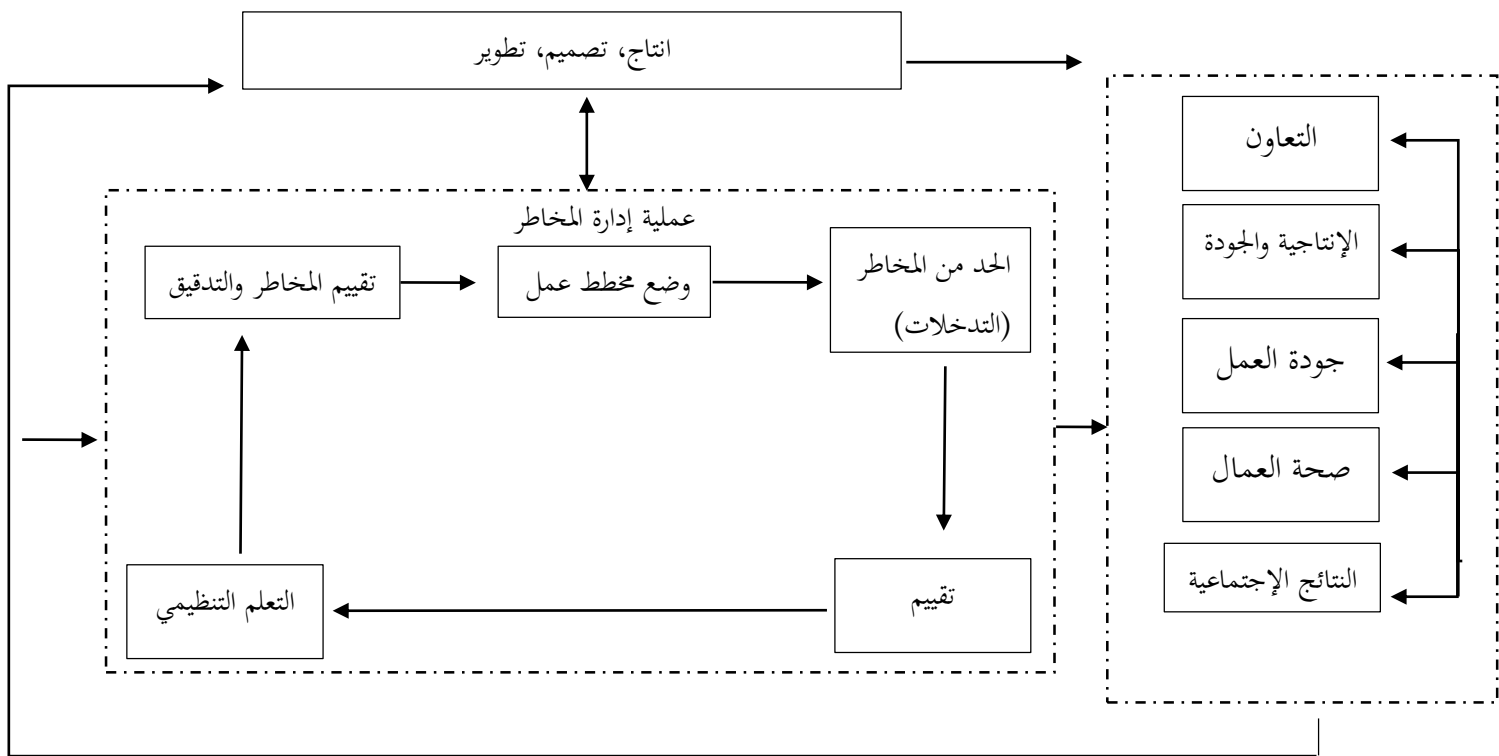 انتاج، تصميم، تطوير
عملية إدارة المخاطر
تقييم المخاطر والتدقيق
وضع مخطط عمل
الحد من المخاطر
(التدخلات)
تقييم
التعلم التنظيمي
التعاون
الإنتاجية والجودة
جودة العمل
صحة العمال
النتائج الإجتماعية